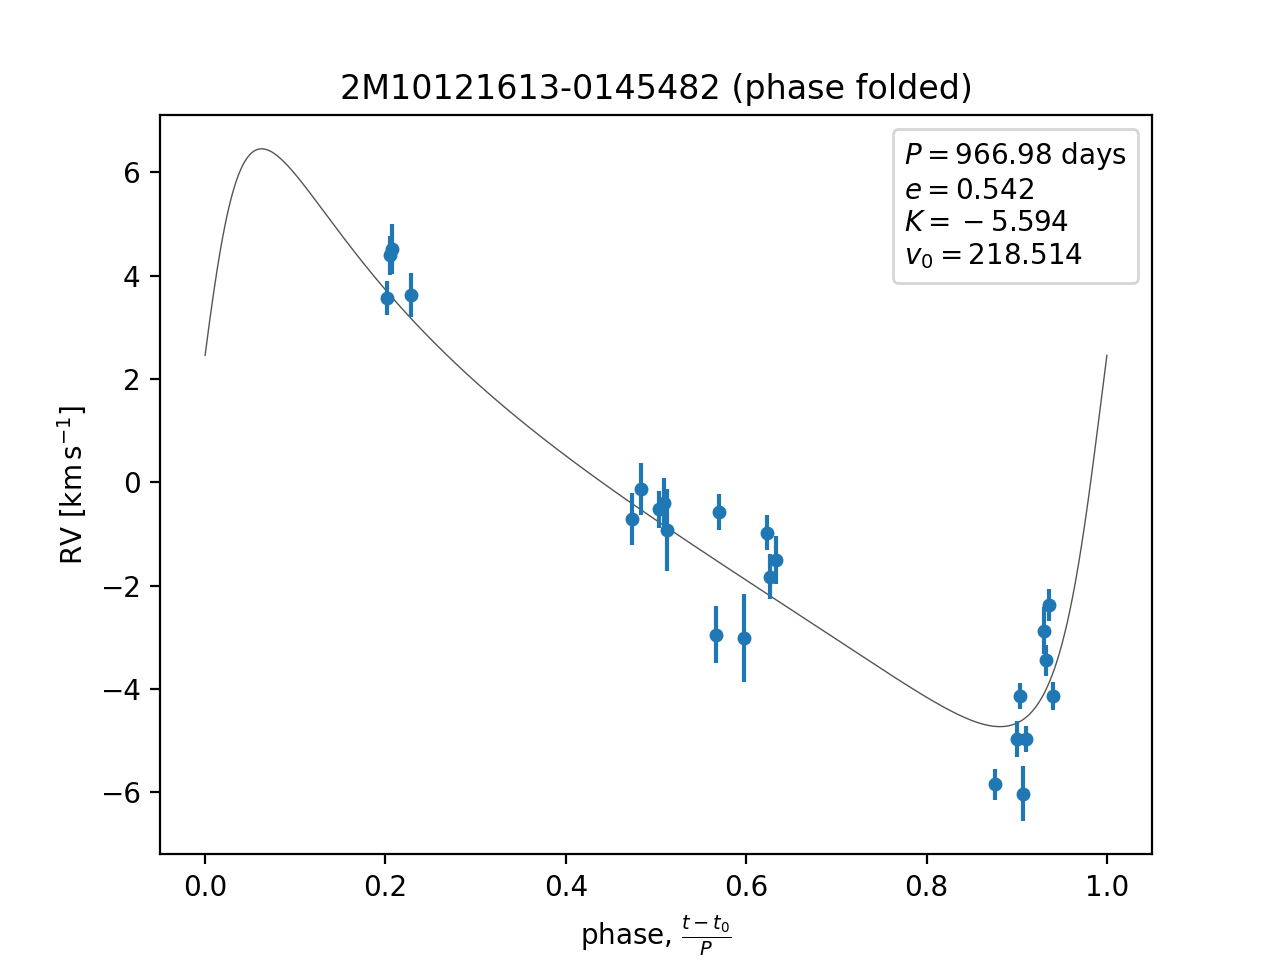 2M10121613-0145482 (phase folded)
P = 966.98 days
e = 0.542
K = −5.594
v₀ = 218.514
RV [km s⁻¹]
6
4
2
0
−2
−4
−6
0.0 0.2 0.4 0.6 0.8 1.0
phase, (t − t₀)/P